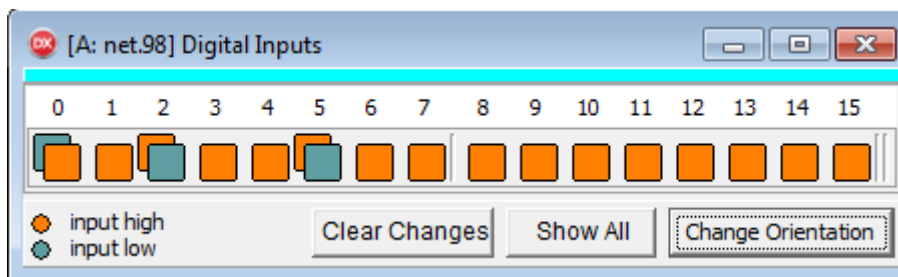 DX [A: net.98] Digital Inputs
0 1 2 3 4 5 6 7 8 9 10 11 12 13 14 15
input high
input low
Clear Changes Show All Change Orientation